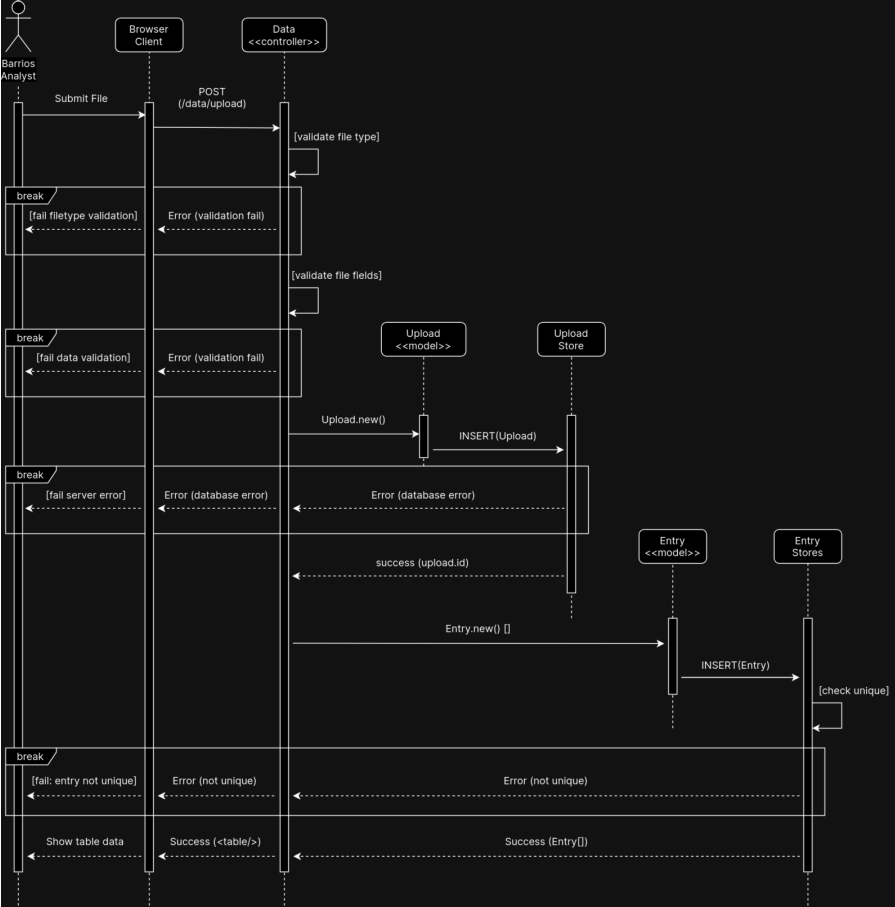 Browser
Client
Data
<<controller>>
Barrios
Analyst
Submit File
POST
(/data/upload)
[validate file type]
break
[fail filetype validation]
Error (validation fail)
[validate file fields]
Upload
<<model>>
Upload
Store
break
[fail data validation]
Error (validation fail)
Upload.new()
INSERT(Upload)
break
[fail server error]
Error (database error)
Error (database error)
Entry
<<model>>
Entry
Stores
success (upload.id)
Entry.new() []
INSERT(Entry)
[check unique]
break
[fail: entry not unique]
Error (not unique)
Error (not unique)
Show table data
Success (<table/>)
Success (Entry[])